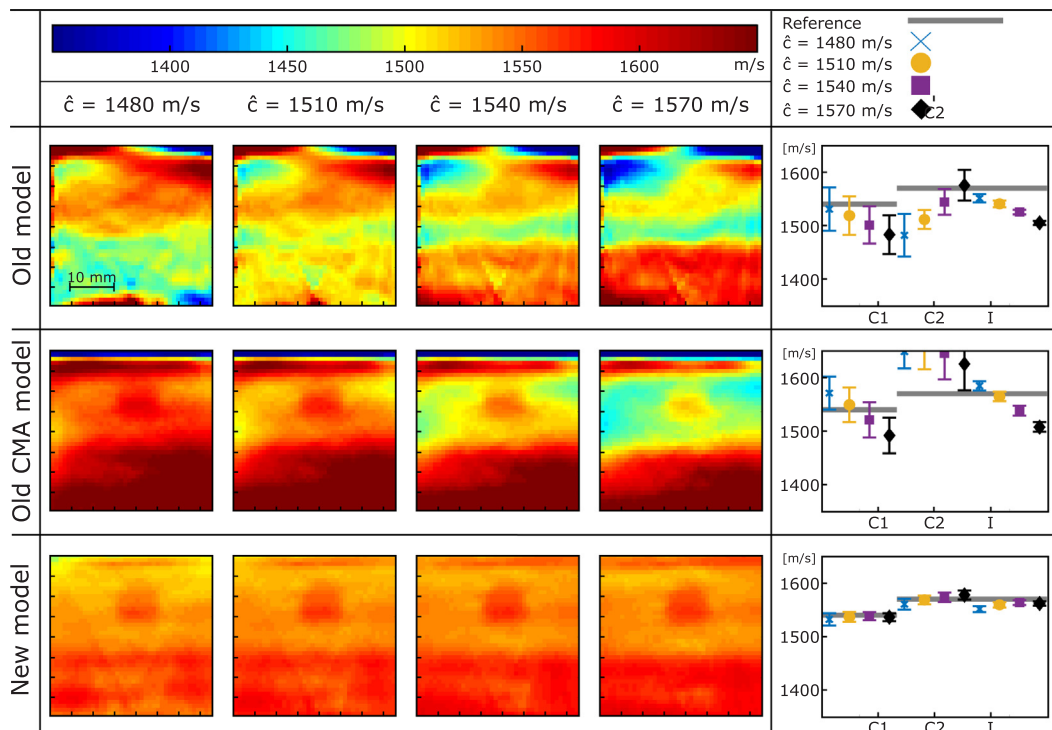 1400 1450 1500 1550 1600 m/s
ĉ = 1480 m/s ĉ = 1510 m/s ĉ = 1540 m/s ĉ = 1570 m/s
Reference
ĉ = 1480 m/s
ĉ = 1510 m/s
ĉ = 1540 m/s
ĉ = 1570 m/s
C2
Old model
10 mm
[m/s]
1600
1500
1400
C1 C2 I
Old CMA model
[m/s]
1600
1500
1400
C1 C2 I
New model
[m/s]
1600
1500
1400
C1 C2 I